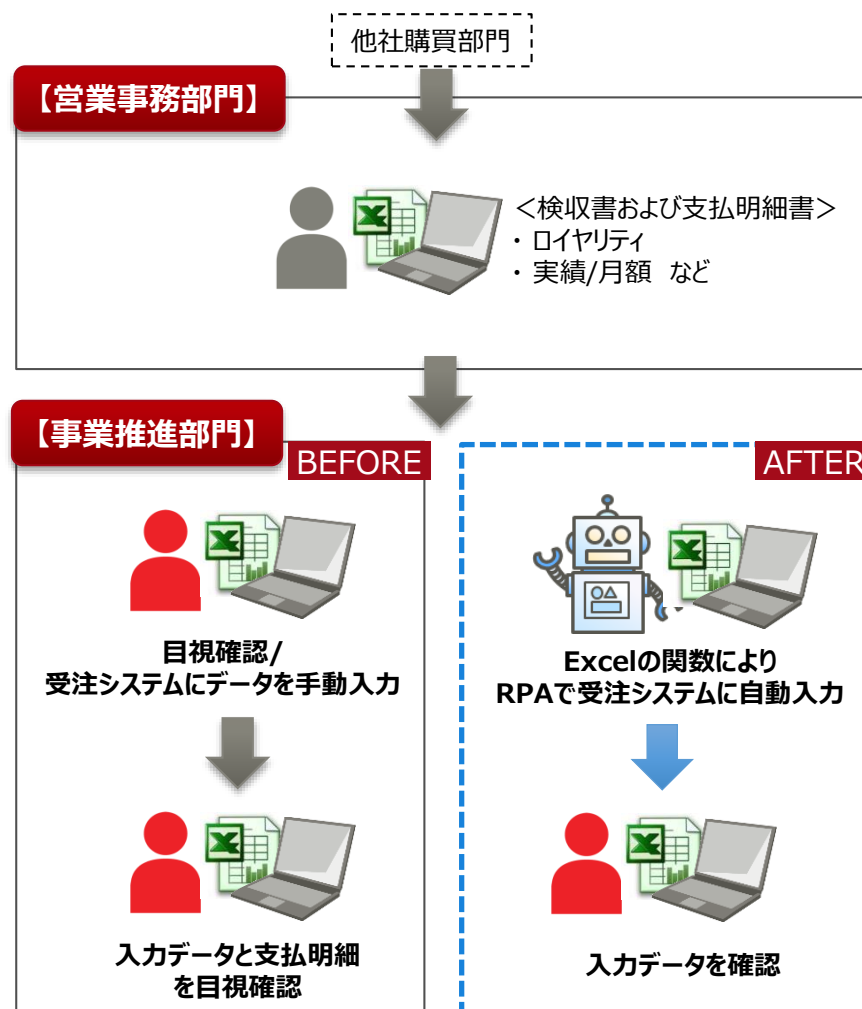 他社購買部門
【営業事務部門】
＜検収書および支払明細書＞
・ ロイヤリティ
・ 実績/月額 など
【事業推進部門】
BEFORE
目視確認/
受注システムにデータを手動入力
入力データと支払明細
を目視確認
AFTER
Excelの関数により
RPAで受注システムに自動入力
入力データを確認